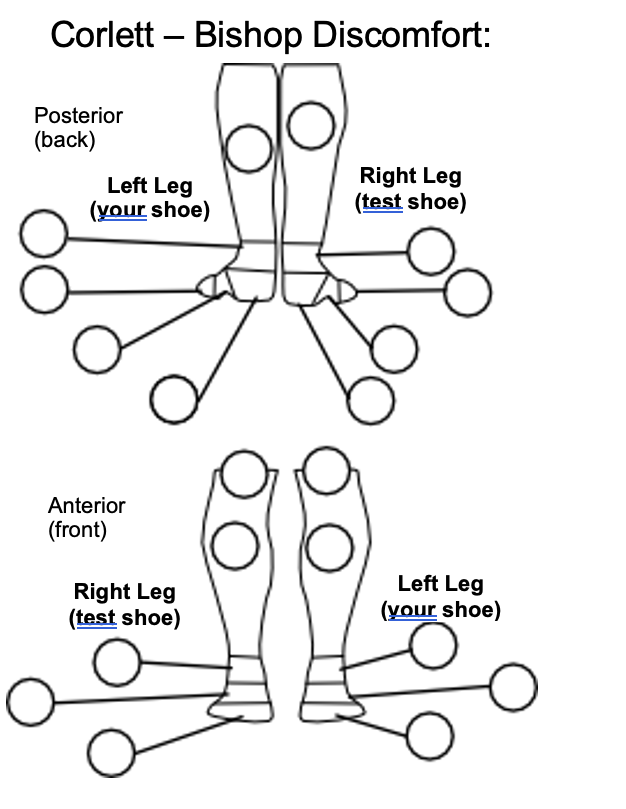 Corlett – Bishop Discomfort:
Posterior
(back)
Left Leg
(your shoe)
Right Leg
(test shoe)
Anterior
(front)
Right Leg
(test shoe)
Left Leg
(your shoe)